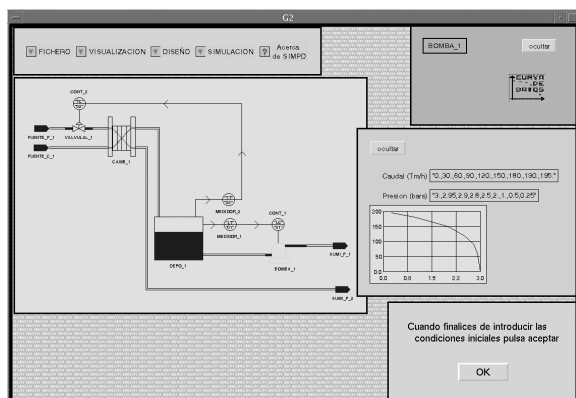 G2
FICHERO VISUALIZACION DISEÑO SIMULACION ? Acerca de SIMPD
BOMBA_1 ocultar
CURVA
DE
DATOS
CONT_2
FUENTE_P_1 VALVULA1_1
FUENTE_C_1
CAMB_1
MEDIDOR_2
CONT_1
MEDIDOR_1
DEPO_1
BOMBA_1
SUMI_P_1
SUMI_P_2
ocultar
Caudal (Tm/h) "0,30,60,90,120,150,180,190,195."
Presion (bars) "3.,2.95,2.9,2.8,2.5,2.,1.,0.5,0.25"
200
150
100
50
0.0
0.0 0.8 1.5 2.2 3.0
Cuando finalices de introducir las
condiciones iniciales pulsa aceptar
OK